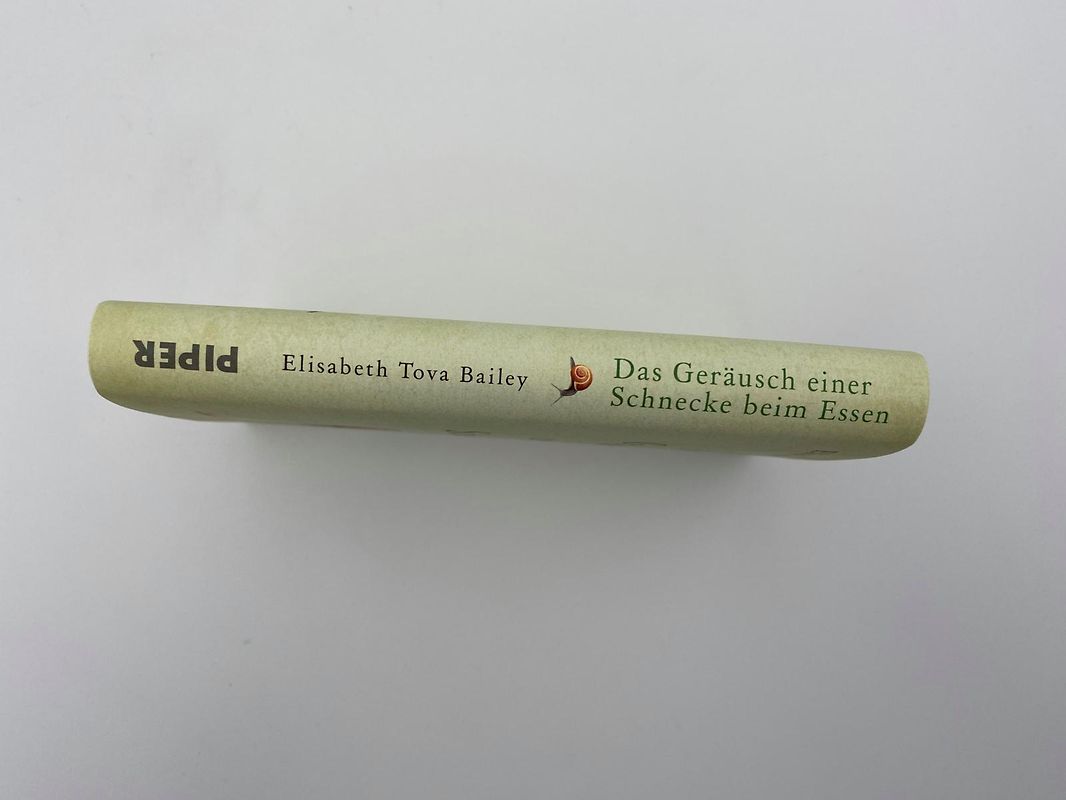 PIPER
Elisabeth Tova Bailey
Das Geräusch einer
Schnecke beim Essen